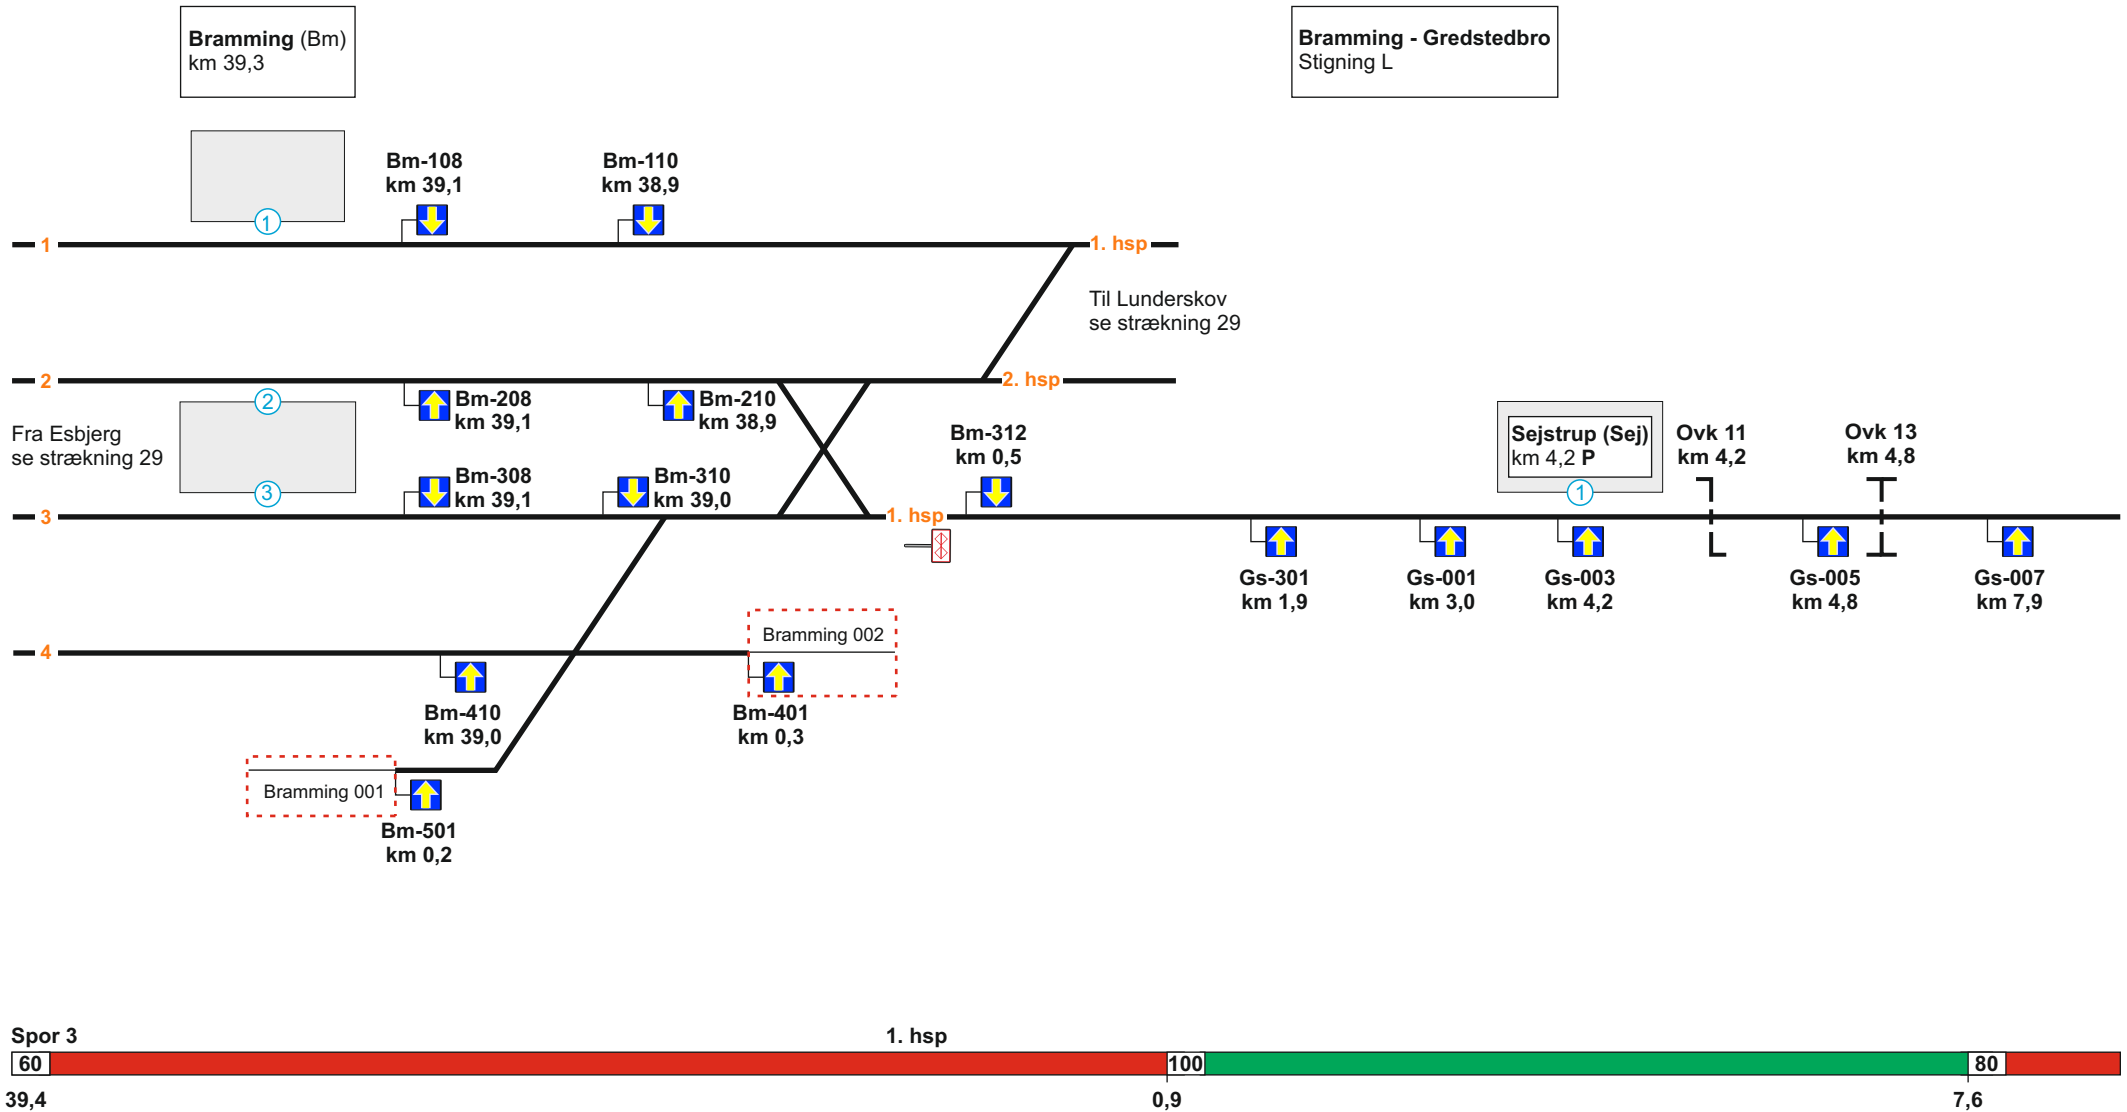 Bramming (Bm)
km 39,3
Bramming - Gredstedbro
Stigning L
1
Bm-108
km 39,1
Bm-110
km 38,9
1
1. hsp
Til Lunderskov
se strækning 29
2
2. hsp
2
Bm-208
km 39,1
Bm-210
km 38,9
Fra Esbjerg
se strækning 29
3
Bm-308
km 39,1
Bm-310
km 39,0
Bm-312
km 0,5
Sejstrup (Sej)
km 4,2 P
1
Ovk 11
km 4,2
Ovk 13
km 4,8
3
1. hsp
Gs-301
km 1,9
Gs-001
km 3,0
Gs-003
km 4,2
Gs-005
km 4,8
Gs-007
km 7,9
4
Bramming 002
Bm-410
km 39,0
Bm-401
km 0,3
Bramming 001
Bm-501
km 0,2
Spor 3
1. hsp
60
100
80
39,4
0,9
7,6